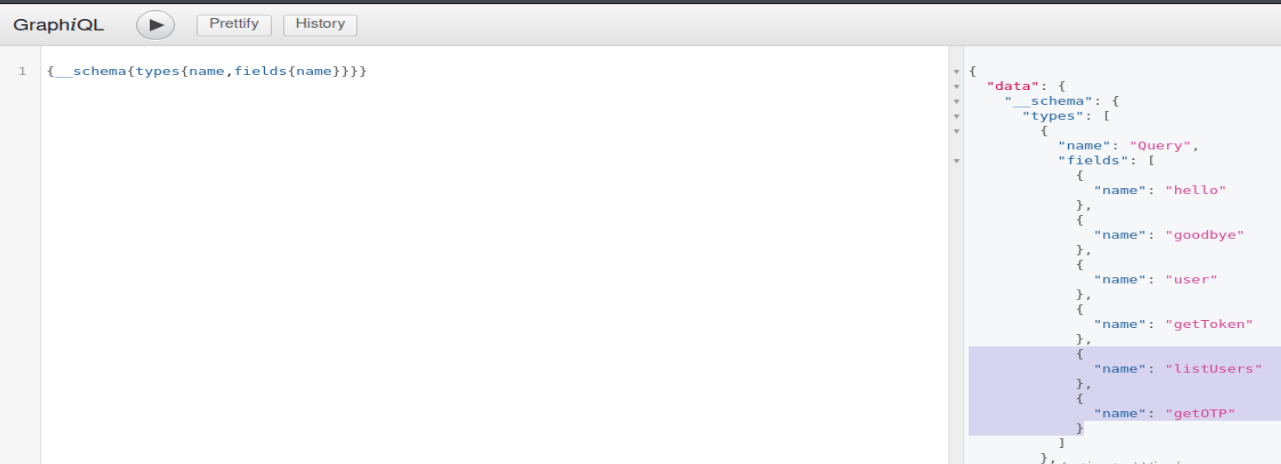 GraphiQL Prettify History
1 {__schema{types{name,fields{name}}}}
{
"data": {
"__schema": {
"types": [
{
"name": "Query",
"fields": [
{
"name": "hello"
},
{
"name": "goodbye"
},
{
"name": "user"
},
{
"name": "getToken"
},
{
"name": "listUsers"
},
{
"name": "getOTP"
}
]
},